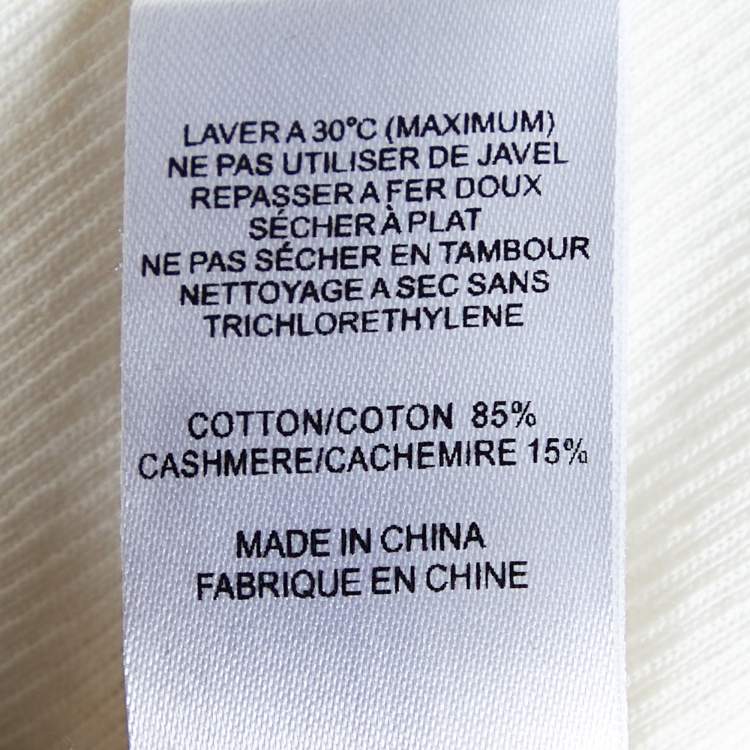 LAVER A 30°C (MAXIMUM)
NE PAS UTILISER DE JAVEL
REPASSER A FER DOUX
SÉCHER À PLAT
NE PAS SÉCHER EN TAMBOUR
NETTOYAGE A SEC SANS
TRICHLORETHYLENE
COTTON/COTON 85%
CASHMERE/CACHEMIRE 15%
MADE IN CHINA
FABRIQUE EN CHINE